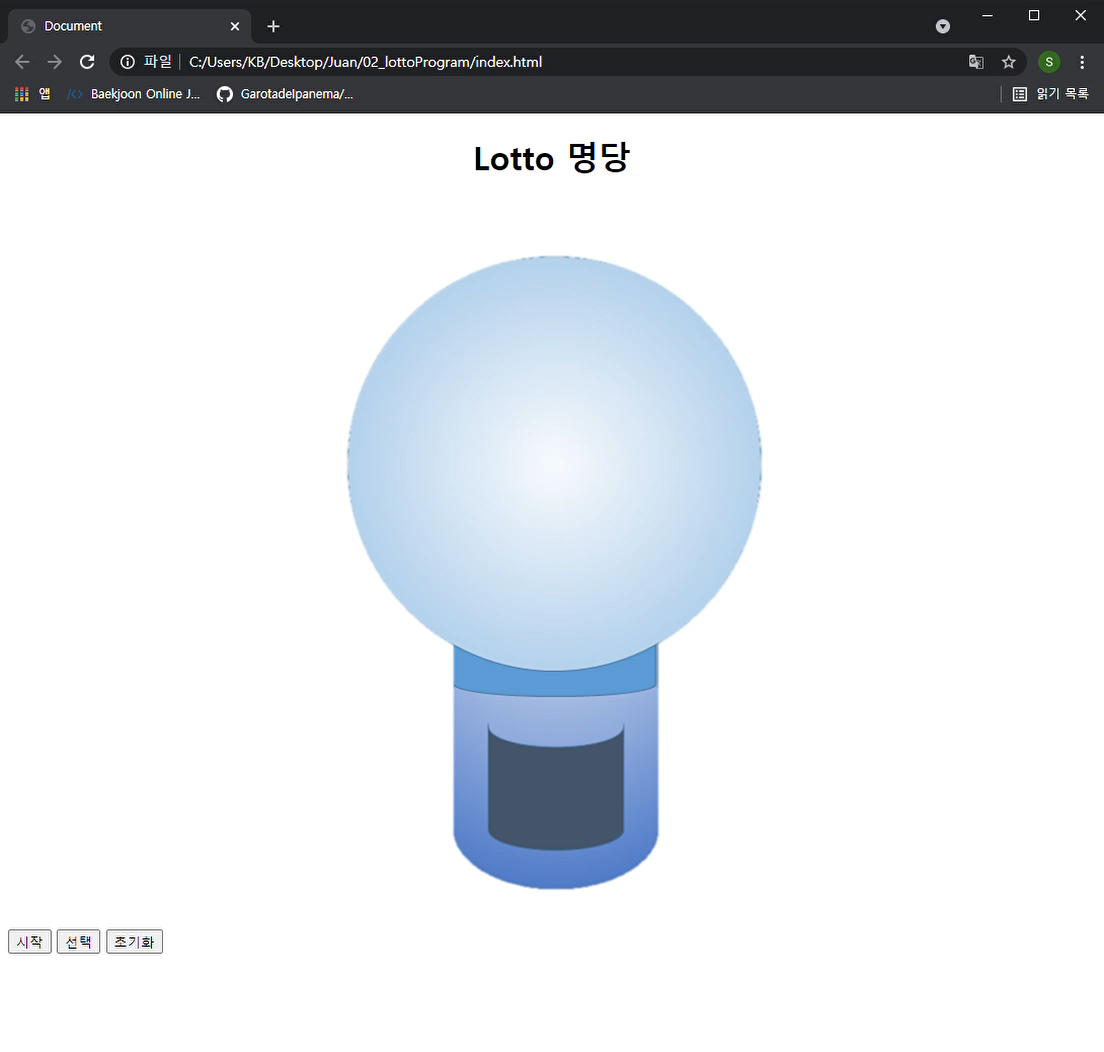 Document
파일 C:/Users/KB/Desktop/Juan/02_lottoProgram/index.html
S
앱 Baekjoon Online J... GarotadeIpanema/... 읽기 목록
Lotto 명당
시작 선택 초기화